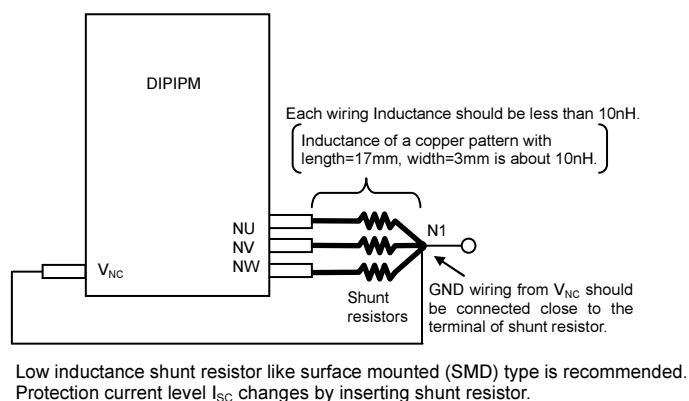 DIPIPM
Each wiring Inductance should be less than 10nH.
Inductance of a copper pattern with
length=17mm, width=3mm is about 10nH.
NU
NV
NW
N1
VNC
Shunt
resistors
GND wiring from VNC should
be connected close to the
terminal of shunt resistor.
Low inductance shunt resistor like surface mounted (SMD) type is recommended.
Protection current level ISC changes by inserting shunt resistor.